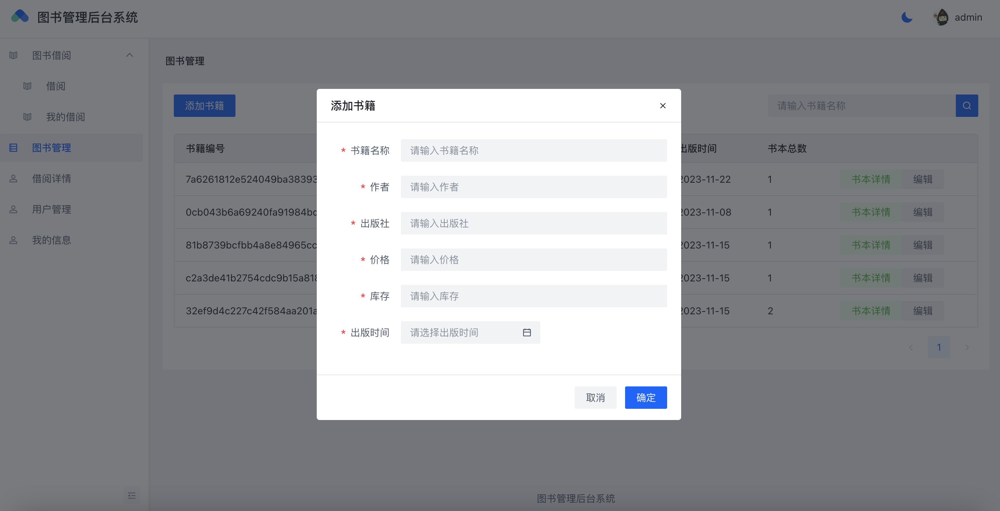 图书管理后台系统
admin
图书借阅
借阅
我的借阅
图书管理
借阅详情
用户管理
我的信息
图书管理
添加书籍
请输入书籍名称
书籍编号
出版时间
书本总数
7a6261812e524049ba38393
2023-11-22
1
书本详情
编辑
0cb043b6a69240fa91984bc
2023-11-08
1
书本详情
编辑
81b8739bcfbb4a8e84965cc
2023-11-15
1
书本详情
编辑
c2a3de41b2754cdc9b15a818
2023-11-15
1
书本详情
编辑
32ef9d4c227c42f584aa201a
2023-11-15
2
书本详情
编辑
1
添加书籍
* 书籍名称
请输入书籍名称
* 作者
请输入作者
* 出版社
请输入出版社
* 价格
请输入价格
* 库存
请输入库存
* 出版时间
请选择出版时间
取消
确定
图书管理后台系统